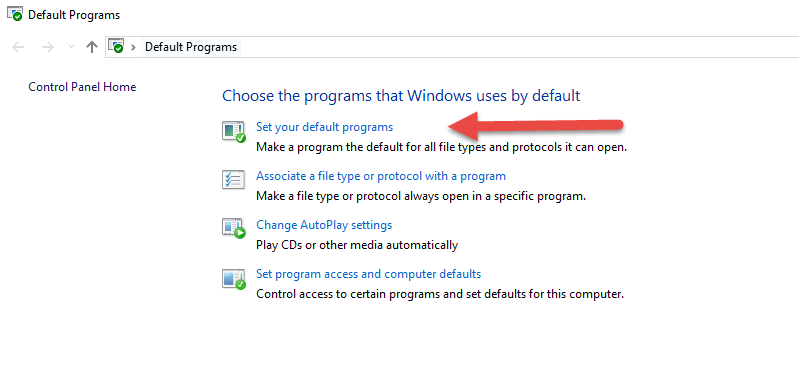 Default Programs
Default Programs
Control Panel Home
Choose the programs that Windows uses by default
Set your default programs
Make a program the default for all file types and protocols it can open.
Associate a file type or protocol with a program
Make a file type or protocol always open in a specific program.
Change AutoPlay settings
Play CDs or other media automatically
Set program access and computer defaults
Control access to certain programs and set defaults for this computer.